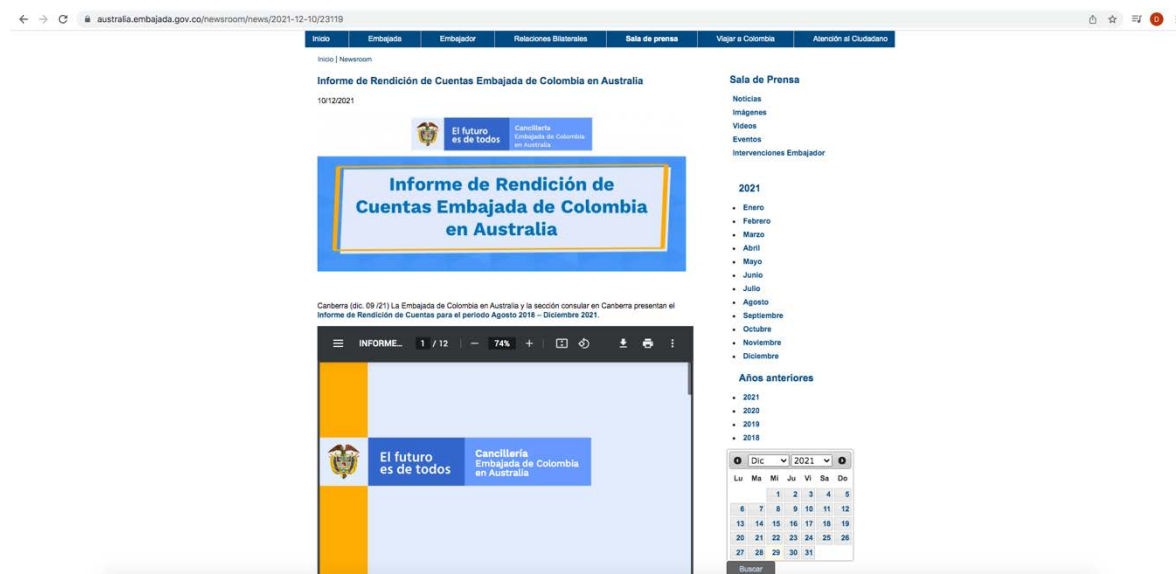 australia.embajada.gov.co/newsroom/news/2021-12-10/23119
Inicio Embajada Embajador Relaciones Bilaterales Sala de prensa Viajar a Colombia Atención al Ciudadano
Inicio | Newsroom
Informe de Rendición de Cuentas Embajada de Colombia en Australia
10/12/2021
El futuro
es de todos
Cancillería
Embajada de Colombia
en Australia
Informe de Rendición de
Cuentas Embajada de Colombia
en Australia
Canberra (dic. 09 /21) La Embajada de Colombia en Australia y la sección consular en Canberra presentan el
Informe de Rendición de Cuentas para el periodo Agosto 2018 – Diciembre 2021.
INFORME... 1 / 12 74%
El futuro
es de todos
Cancillería
Embajada de Colombia
en Australia
Sala de Prensa
Noticias
Imágenes
Videos
Eventos
Intervenciones Embajador
2021
Enero
Febrero
Marzo
Abril
Mayo
Junio
Julio
Agosto
Septiembre
Octubre
Noviembre
Diciembre
Años anteriores
2021
2020
2019
2018
Dic 2021
Lu Ma Mi Ju Vi Sa Do
1 2 3 4 5
6 7 8 9 10 11 12
13 14 15 16 17 18 19
20 21 22 23 24 25 26
27 28 29 30 31
Buscar
D